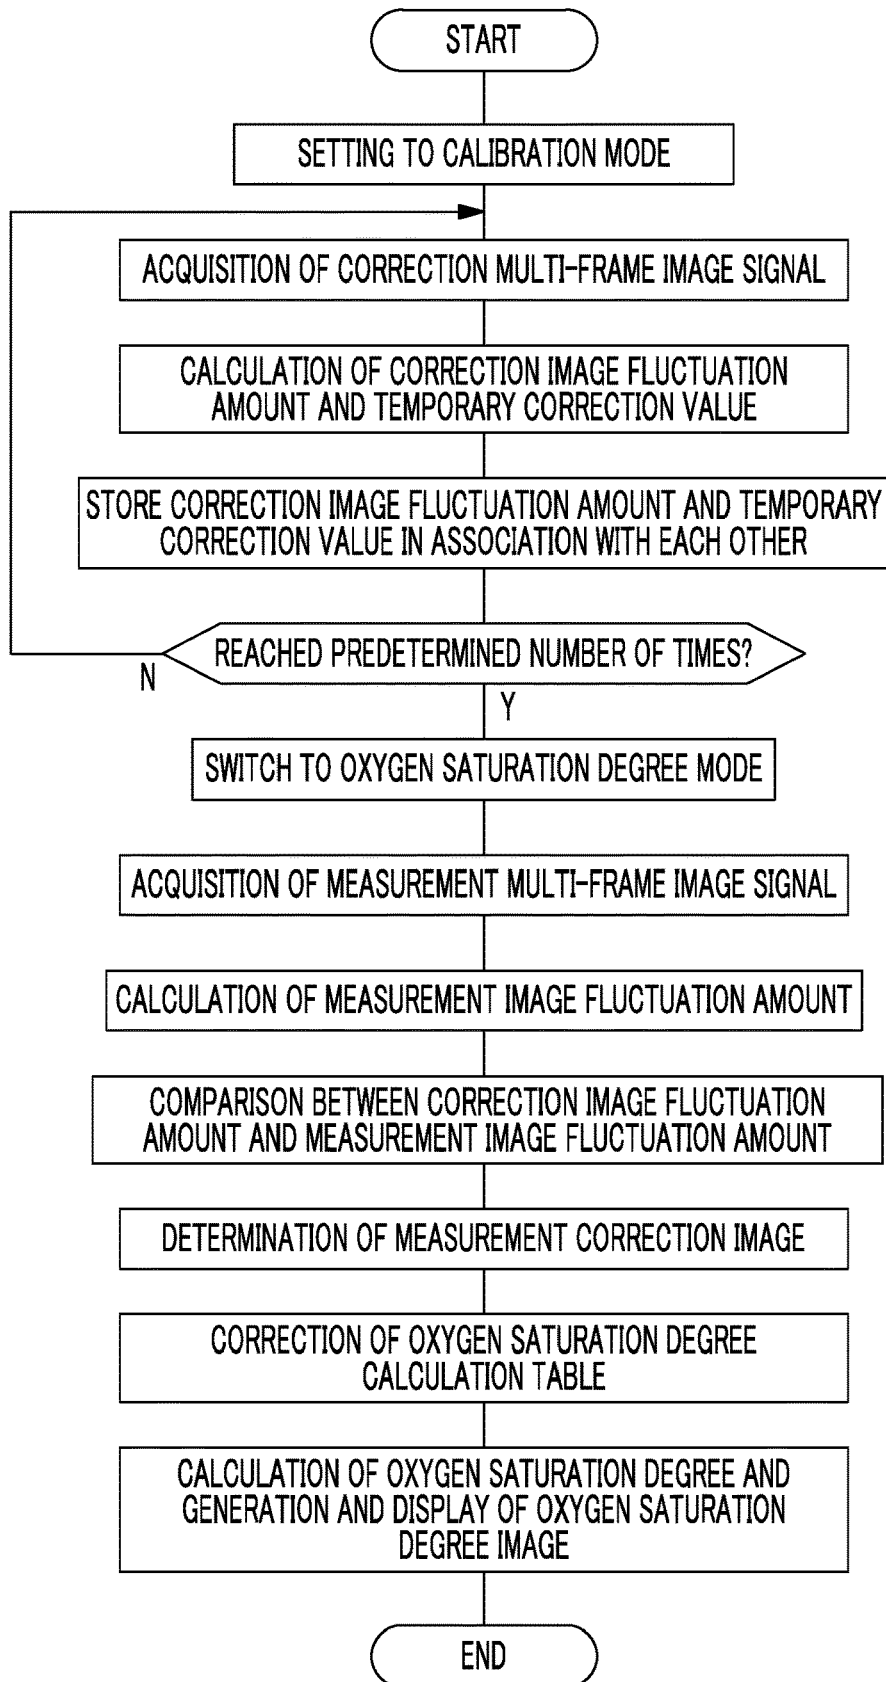 START
SETTING TO CALIBRATION MODE
ACQUISITION OF CORRECTION MULTI-FRAME IMAGE SIGNAL
CALCULATION OF CORRECTION IMAGE FLUCTUATION
AMOUNT AND TEMPORARY CORRECTION VALUE
STORE CORRECTION IMAGE FLUCTUATION AMOUNT AND TEMPORARY
CORRECTION VALUE IN ASSOCIATION WITH EACH OTHER
REACHED PREDETERMINED NUMBER OF TIMES?
N
Y
SWITCH TO OXYGEN SATURATION DEGREE MODE
ACQUISITION OF MEASUREMENT MULTI-FRAME IMAGE SIGNAL
CALCULATION OF MEASUREMENT IMAGE FLUCTUATION AMOUNT
COMPARISON BETWEEN CORRECTION IMAGE FLUCTUATION
AMOUNT AND MEASUREMENT IMAGE FLUCTUATION AMOUNT
DETERMINATION OF MEASUREMENT CORRECTION IMAGE
CORRECTION OF OXYGEN SATURATION DEGREE
CALCULATION TABLE
CALCULATION OF OXYGEN SATURATION DEGREE AND
GENERATION AND DISPLAY OF OXYGEN SATURATION
DEGREE IMAGE
END